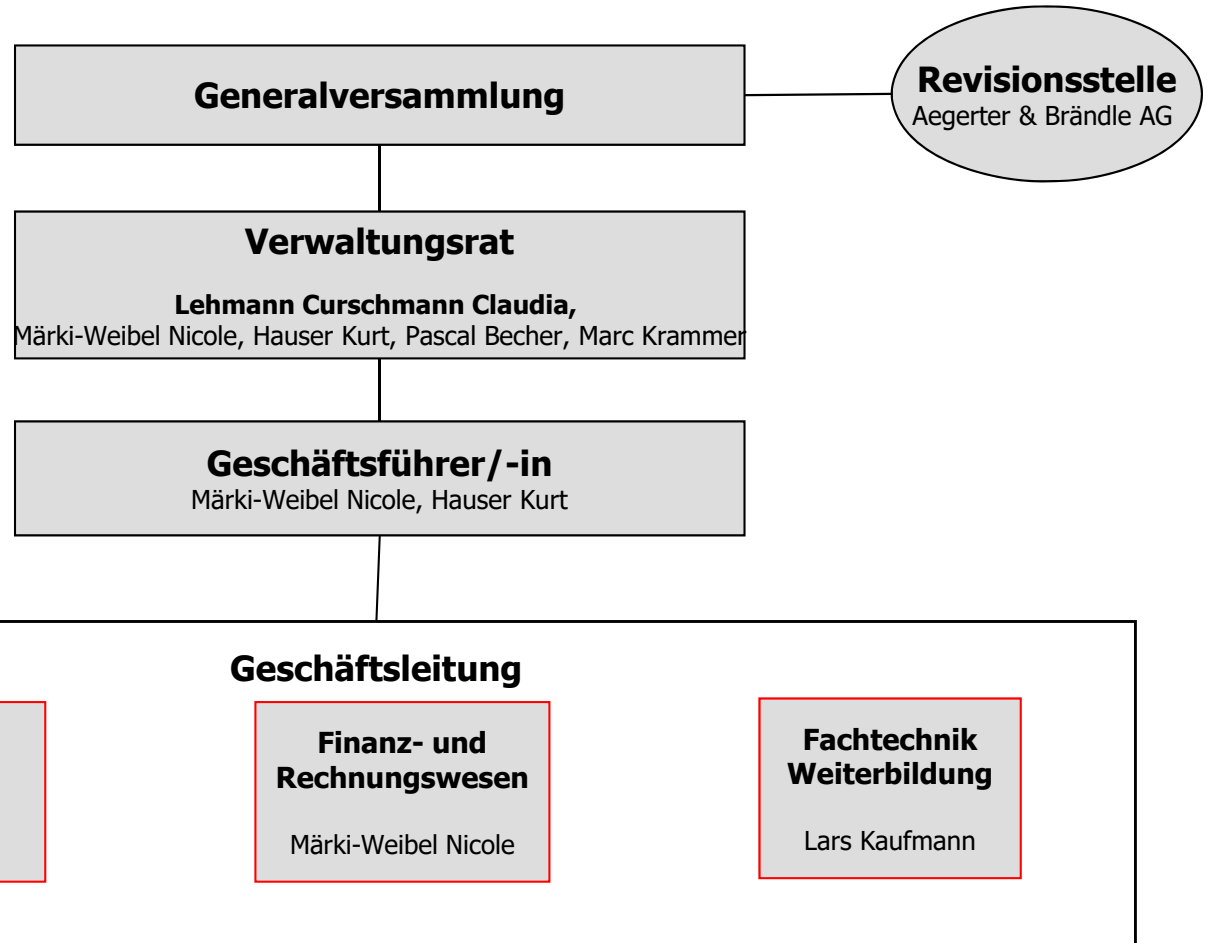 Generalversammlung
Revisionsstelle
Aegerter & Brändle AG
Verwaltungsrat
Lehmann Curschmann Claudia,
Märki-Weibel Nicole, Hauser Kurt, Pascal Becher, Marc Krammer
Geschäftsführer/-in
Märki-Weibel Nicole, Hauser Kurt
Geschäftsleitung
Finanz- und
Rechnungswesen
Märki-Weibel Nicole
Fachtechnik
Weiterbildung
Lars Kaufmann